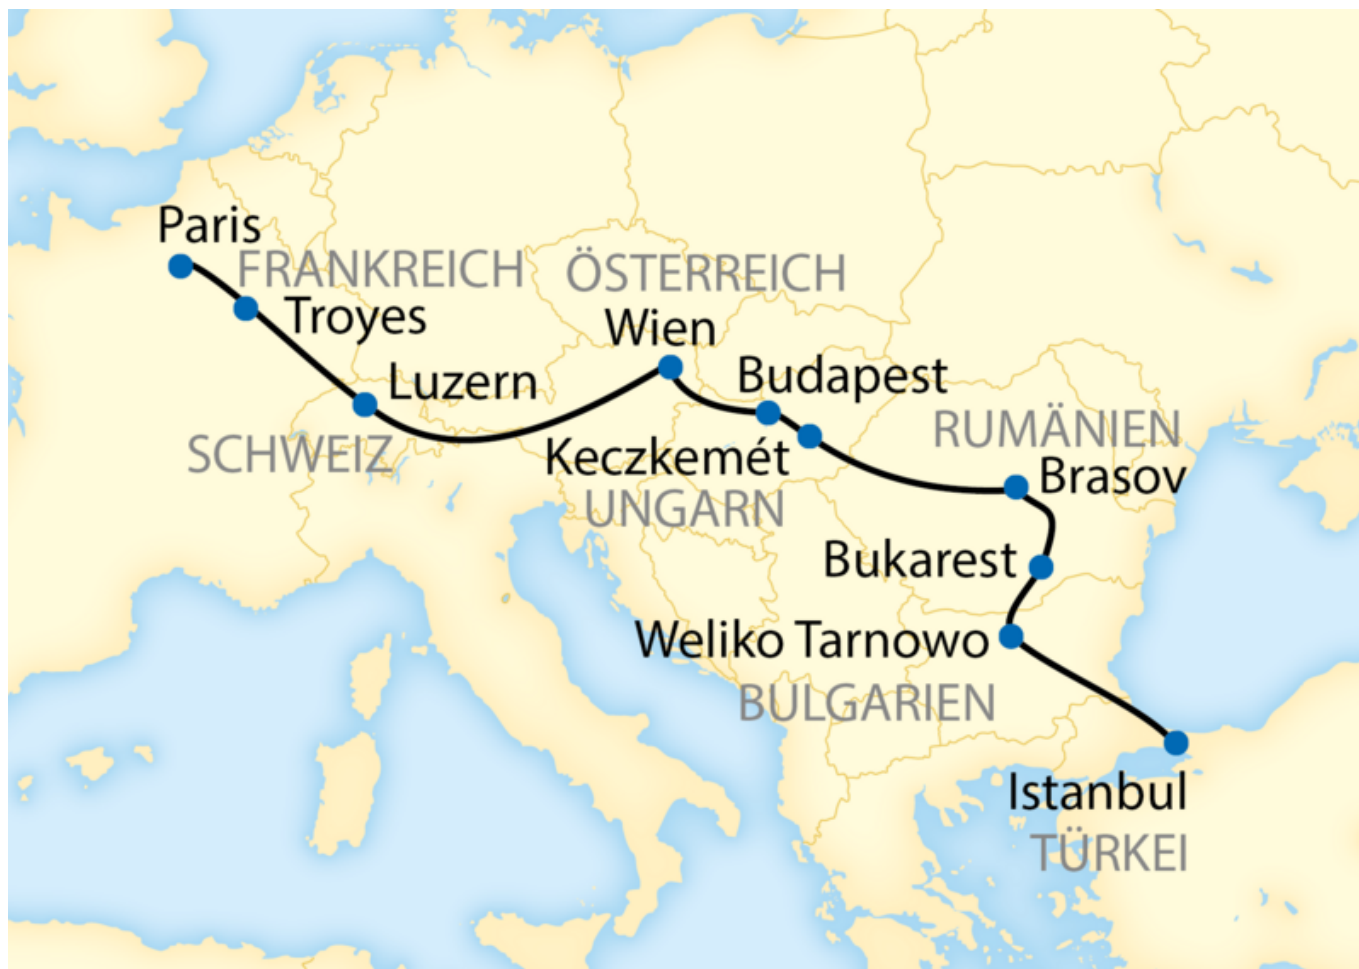 Paris
FRANKREICH
ÖSTERREICH
Troyes
Wien
Luzern
Budapest
RUMÄNIEN
SCHWEIZ
Keczkemét
Brasov
UNGARN
Bukarest
Weliko Tarnowo
BULGARIEN
Istanbul
TÜRKEI